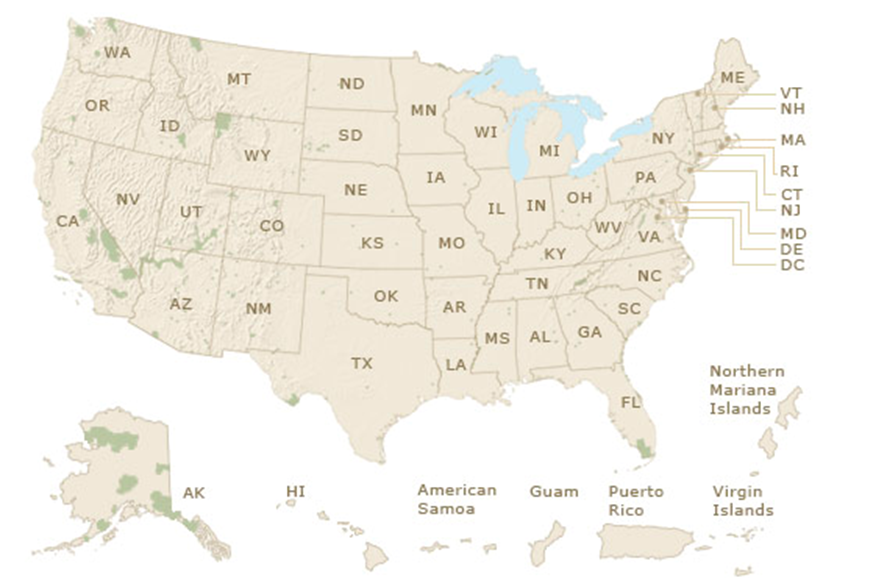 WA
MT
ND
MN
ME
VT
NH
OR
ID
SD
WI
MI
NY
MA
WY
RI
NV
NE
IA
PA
CT
CA
UT
CO
IL
IN
OH
WV
NJ
KS
MO
VA
MD
KY
DE
DC
AZ
NM
OK
TN
NC
AR
SC
MS
AL
GA
TX
LA
FL
Northern
Mariana
Islands
AK
HI
American
Samoa
Guam
Puerto
Rico
Virgin
Islands